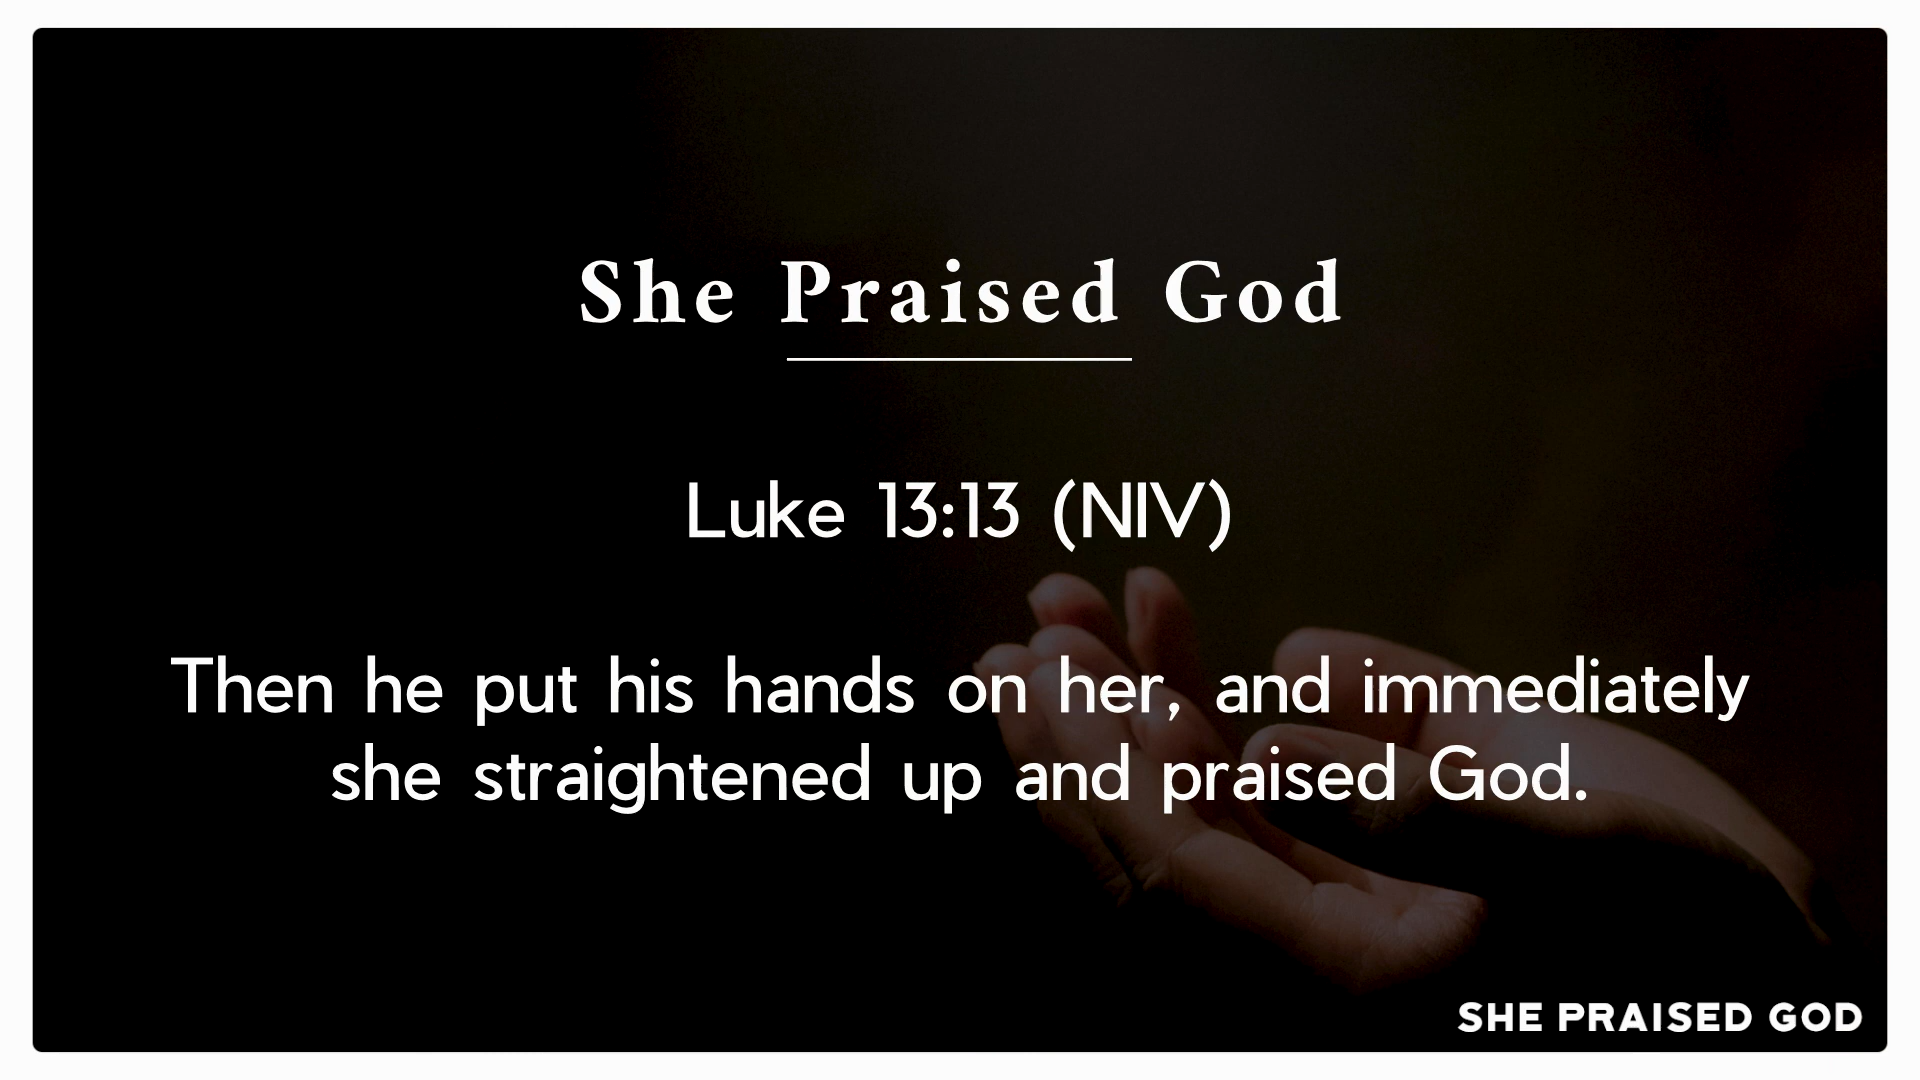 She Praised God
Luke 13:13 (NIV)
Then he put his hands on her, and immediately
she straightened up and praised God.
SHE PRAISED GOD